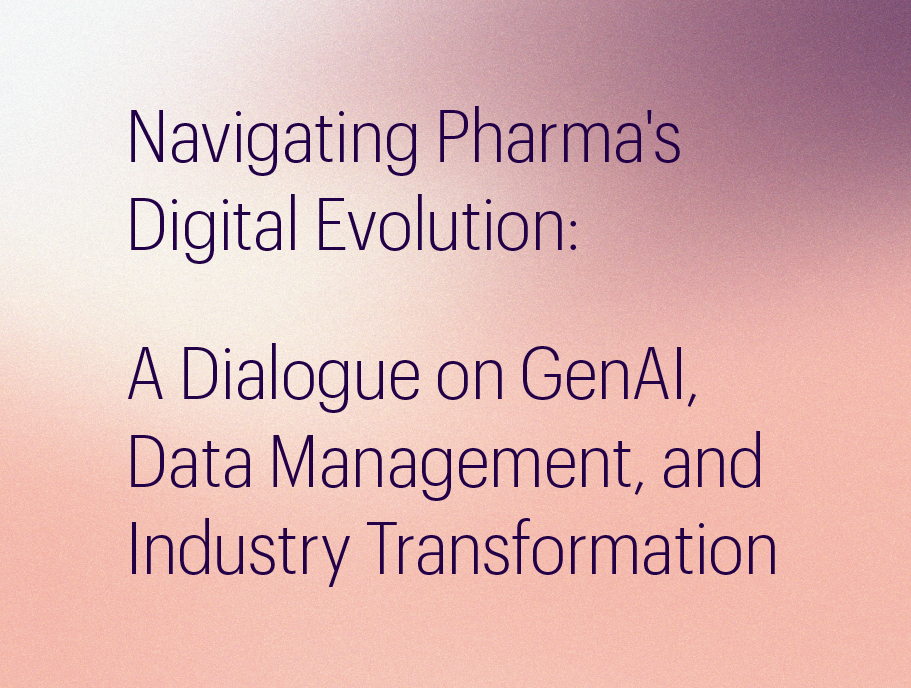 Navigating Pharma's
Digital Evolution:
A Dialogue on GenAI,
Data Management, and
Industry Transformation